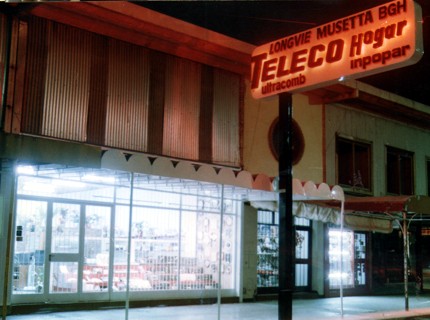 LONGVIE MUSETTA BGH
TELECO Hogar
ultracomb inpopar